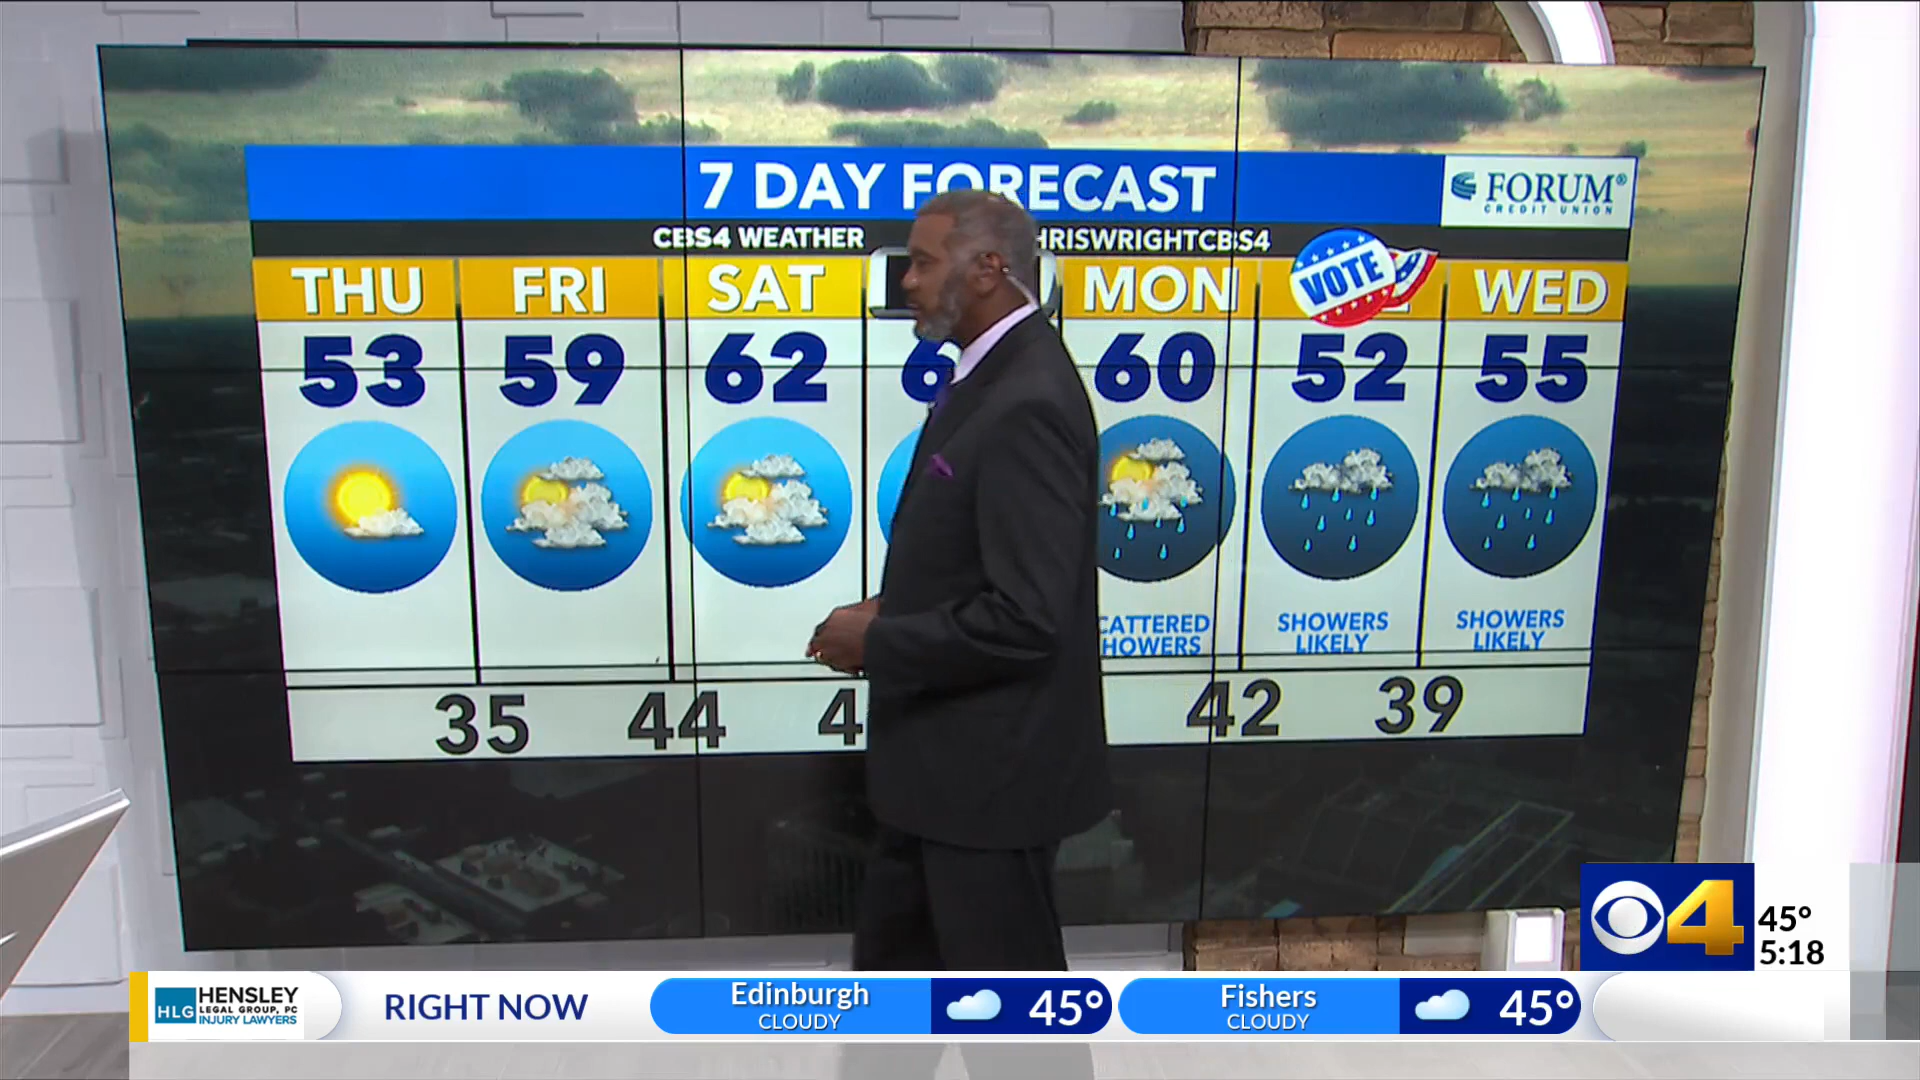 7 DAY FORECAST
FORUM®
CREDIT UNION
CBS4 WEATHER
HRISWRIGHTCBS4
THU FRI SAT MON VOTE WED
53 59 62 6 60 52 55
CATTERED
HOWERS
SHOWERS
LIKELY
SHOWERS
LIKELY
35 44 4 42 39
4
45°
5:18
HLG
HENSLEY
LEGAL GROUP, PC
INJURY LAWYERS
RIGHT NOW
Edinburgh
CLOUDY
45°
Fishers
CLOUDY
45°